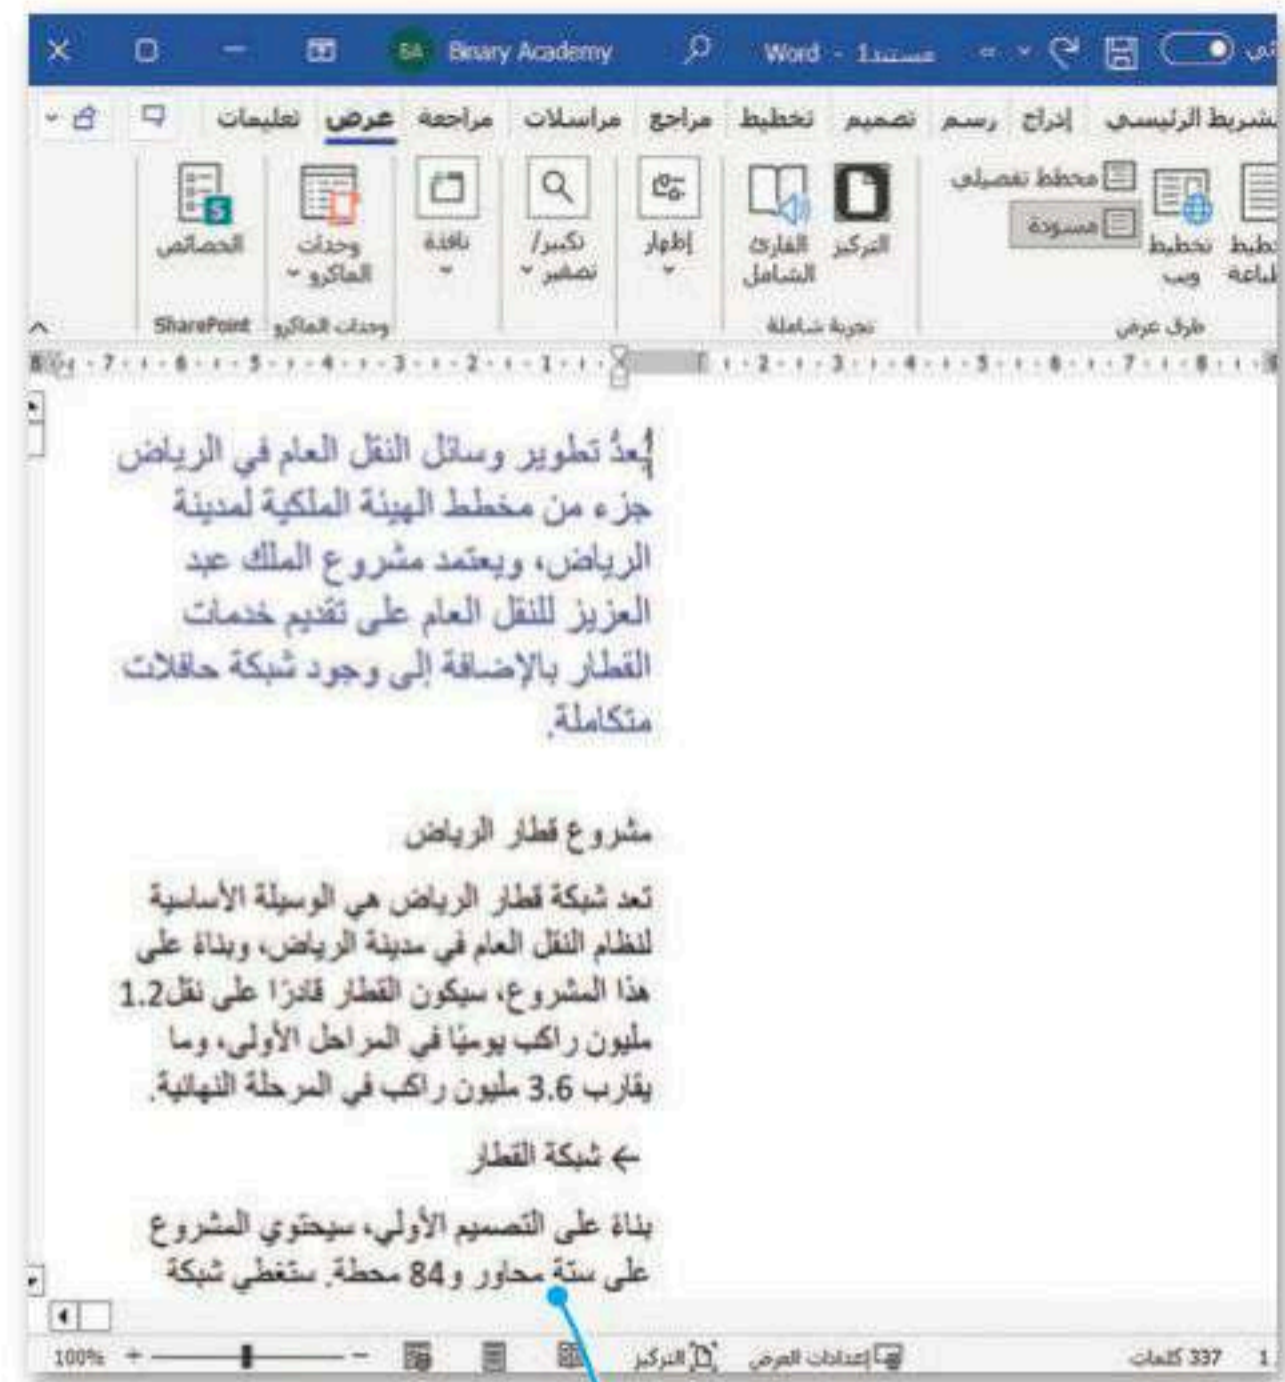 Binary Academy
مستند1 - Word
الشريط الرئيسي إدراج رسم تصميم تخطيط مراجع مراسلات مراجعة عرض تعليمات
مخطط تفصيلي
مسودة
تخطيط ويب
التركيز
القارئ الشامل
إظهار
تكبير/تصغير
نافذة
وحدات الماكرو
الخصائص
طرق عرض
تجربة شاملة
وحدات الماكرو
SharePoint
يُعدُّ تطوير وسائل النقل العام في الرياض
جزء من مخطط الهيئة الملكية لمدينة
الرياض، ويعتمد مشروع الملك عبد
العزيز للنقل العام على تقديم خدمات
القطار بالإضافة إلى وجود شبكة حافلات
متكاملة.
مشروع قطار الرياض
تعد شبكة قطار الرياض هي الوسيلة الأساسية
لنظام النقل العام في مدينة الرياض، وبناءً على
هذا المشروع، سيكون القطار قادرًا على نقل1.2
مليون راكب يوميًا في المراحل الأولى، وما
يقارب 3.6 مليون راكب في المرحلة النهائية.
← شبكة القطار
بناءً على التصميم الأولي، سيحتوي المشروع
على ستة محاور و84 محطة. ستغطي شبكة
1 337 كلمات إعدادات العرض التركيز 100%